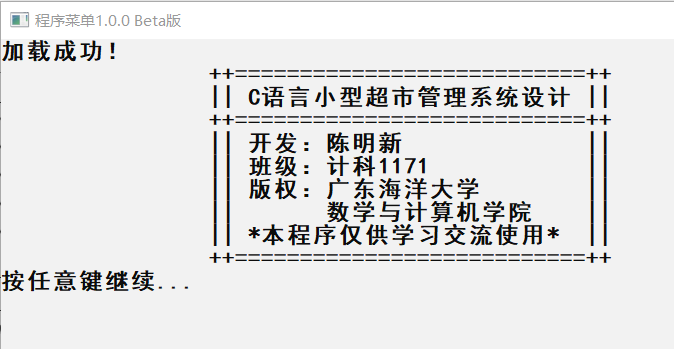 程序菜单1.0.0 Beta版
加载成功！
++===========================++
|| C语言小型超市管理系统设计 ||
++===========================++
|| 开发：陈明新 ||
|| 班级：计科1171 ||
|| 版权：广东海洋大学 ||
|| 数学与计算机学院 ||
|| *本程序仅供学习交流使用* ||
++===========================++
按任意键继续...